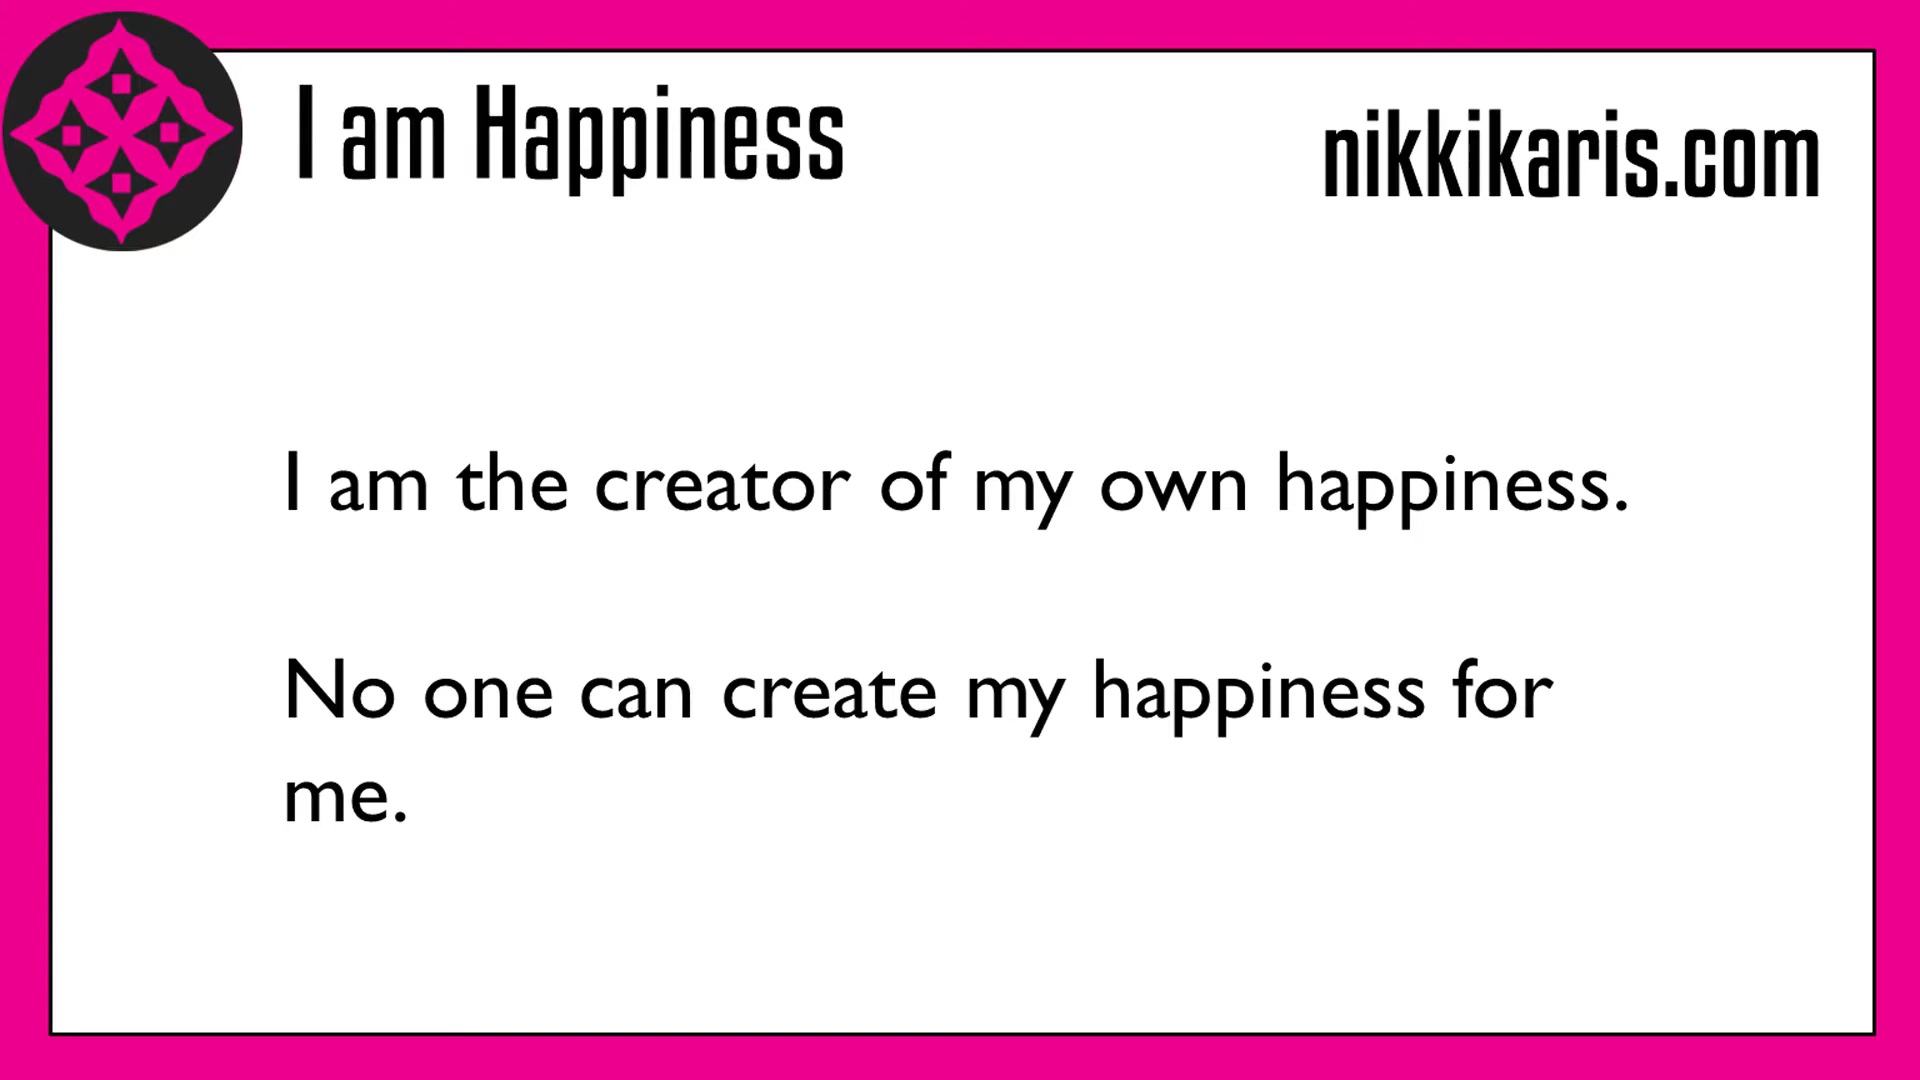 I am Happiness
nikkikaris.com
I am the creator of my own happiness.
No one can create my happiness for
me.